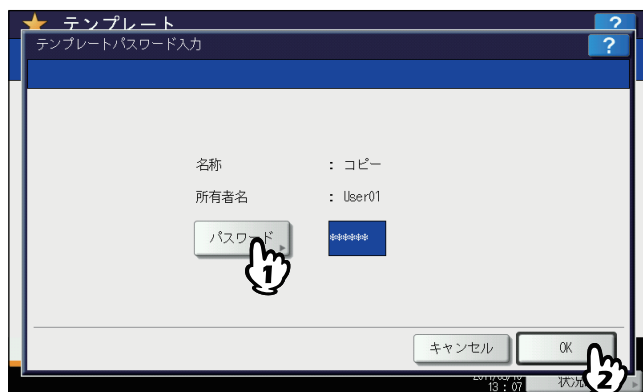 テンプレート ?
テンプレートパスワード入力 ?
名称 : コピー
所有者名 : User01
パスワード ******
1
キャンセル OK
2
13:07 状況